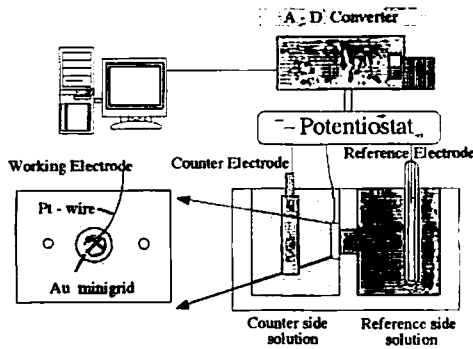 A - D Converter
Potentiostat
Working Electrode
Counter Electrode
Reference Electrode
Pt - wire
Au minigrid
Counter side
solution
Reference side
solution